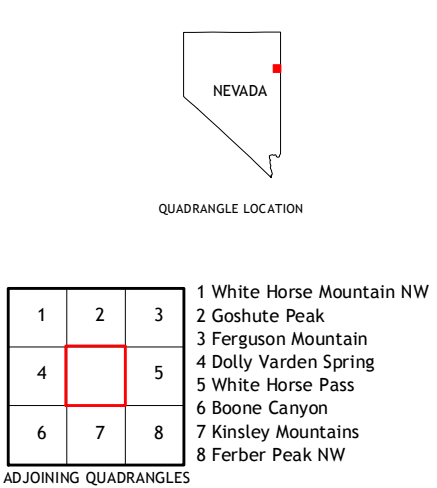 NEVADA
QUADRANGLE LOCATION
1 2 3
4 5
6 7 8
ADJOINING QUADRANGLES
1 White Horse Mountain NW
2 Goshute Peak
3 Ferguson Mountain
4 Dolly Varden Spring
5 White Horse Pass
6 Boone Canyon
7 Kinsley Mountains
8 Ferber Peak NW